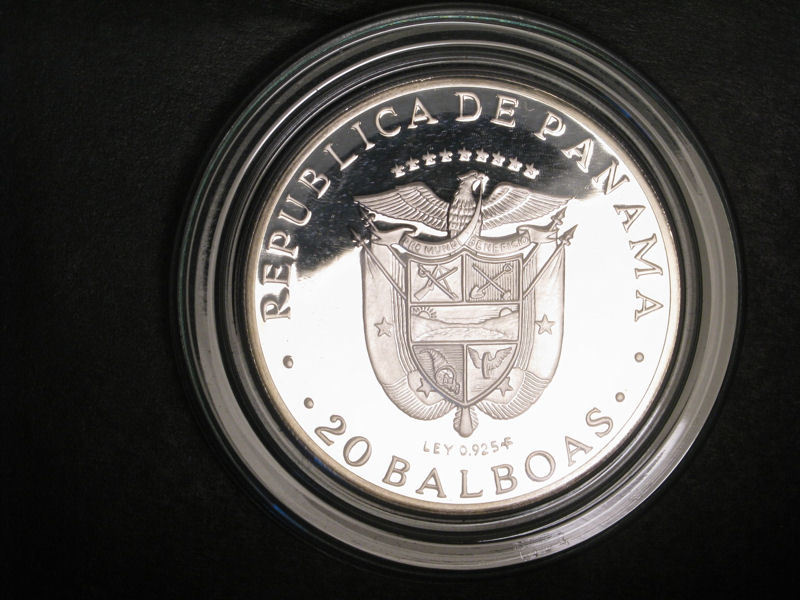 REPUBLICA DE PANAMA
PRO MUNDI BENEFICIO
LEY 0.925
· 20 BALBOAS ·